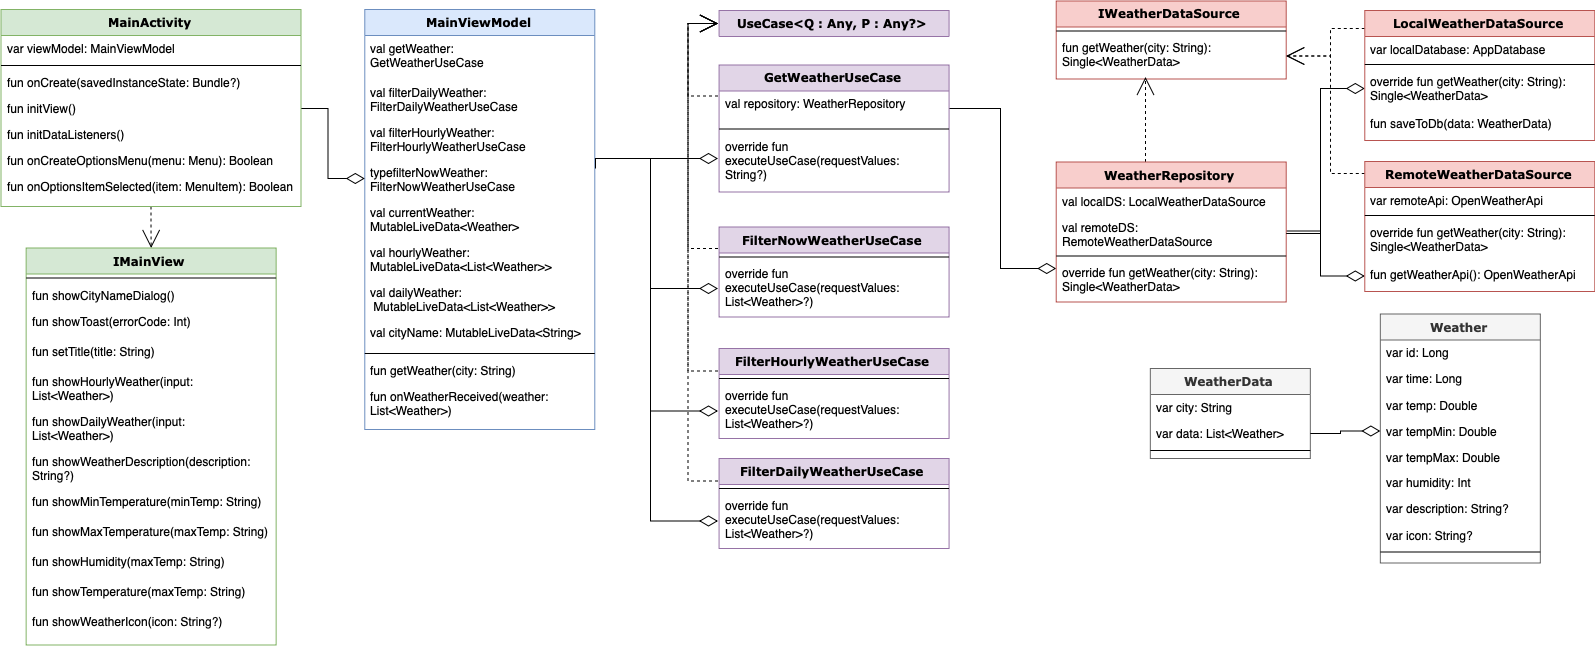 MainActivity
var viewModel: MainViewModel
fun onCreate(savedInstanceState: Bundle?)
fun initView()
fun initDataListeners()
fun onCreateOptionsMenu(menu: Menu): Boolean
fun onOptionsItemSelected(item: MenuItem): Boolean
IMainView
fun showCityNameDialog()
fun showToast(errorCode: Int)
fun setTitle(title: String)
fun showHourlyWeather(input:
List<Weather>)
fun showDailyWeather(input:
List<Weather>)
fun showWeatherDescription(description:
String?)
fun showMinTemperature(minTemp: String)
fun showMaxTemperature(maxTemp: String)
fun showHumidity(maxTemp: String)
fun showTemperature(maxTemp: String)
fun showWeatherIcon(icon: String?)
MainViewModel
val getWeather:
GetWeatherUseCase
val filterDailyWeather:
FilterDailyWeatherUseCase
val filterHourlyWeather:
FilterHourlyWeatherUseCase
typefilterNowWeather:
FilterNowWeatherUseCase
val currentWeather:
MutableLiveData<Weather>
val hourlyWeather:
MutableLiveData<List<Weather>>
val dailyWeather:
MutableLiveData<List<Weather>>
val cityName: MutableLiveData<String>
fun getWeather(city: String)
fun onWeatherReceived(weather:
List<Weather>)
UseCase<Q : Any, P : Any?>
GetWeatherUseCase
val repository: WeatherRepository
override fun
executeUseCase(requestValues:
String?)
FilterNowWeatherUseCase
override fun
executeUseCase(requestValues:
List<Weather>?)
FilterHourlyWeatherUseCase
override fun
executeUseCase(requestValues:
List<Weather>?)
FilterDailyWeatherUseCase
override fun
executeUseCase(requestValues:
List<Weather>?)
IWeatherDataSource
fun getWeather(city: String):
Single<WeatherData>
WeatherRepository
val localDS: LocalWeatherDataSource
val remoteDS:
RemoteWeatherDataSource
override fun getWeather(city: String):
Single<WeatherData>
LocalWeatherDataSource
var localDatabase: AppDatabase
override fun getWeather(city: String):
Single<WeatherData>
fun saveToDb(data: WeatherData)
RemoteWeatherDataSource
var remoteApi: OpenWeatherApi
override fun getWeather(city: String):
Single<WeatherData>
fun getWeatherApi(): OpenWeatherApi
WeatherData
var city: String
var data: List<Weather>
Weather
var id: Long
var time: Long
var temp: Double
var tempMin: Double
var tempMax: Double
var humidity: Int
var description: String?
var icon: String?